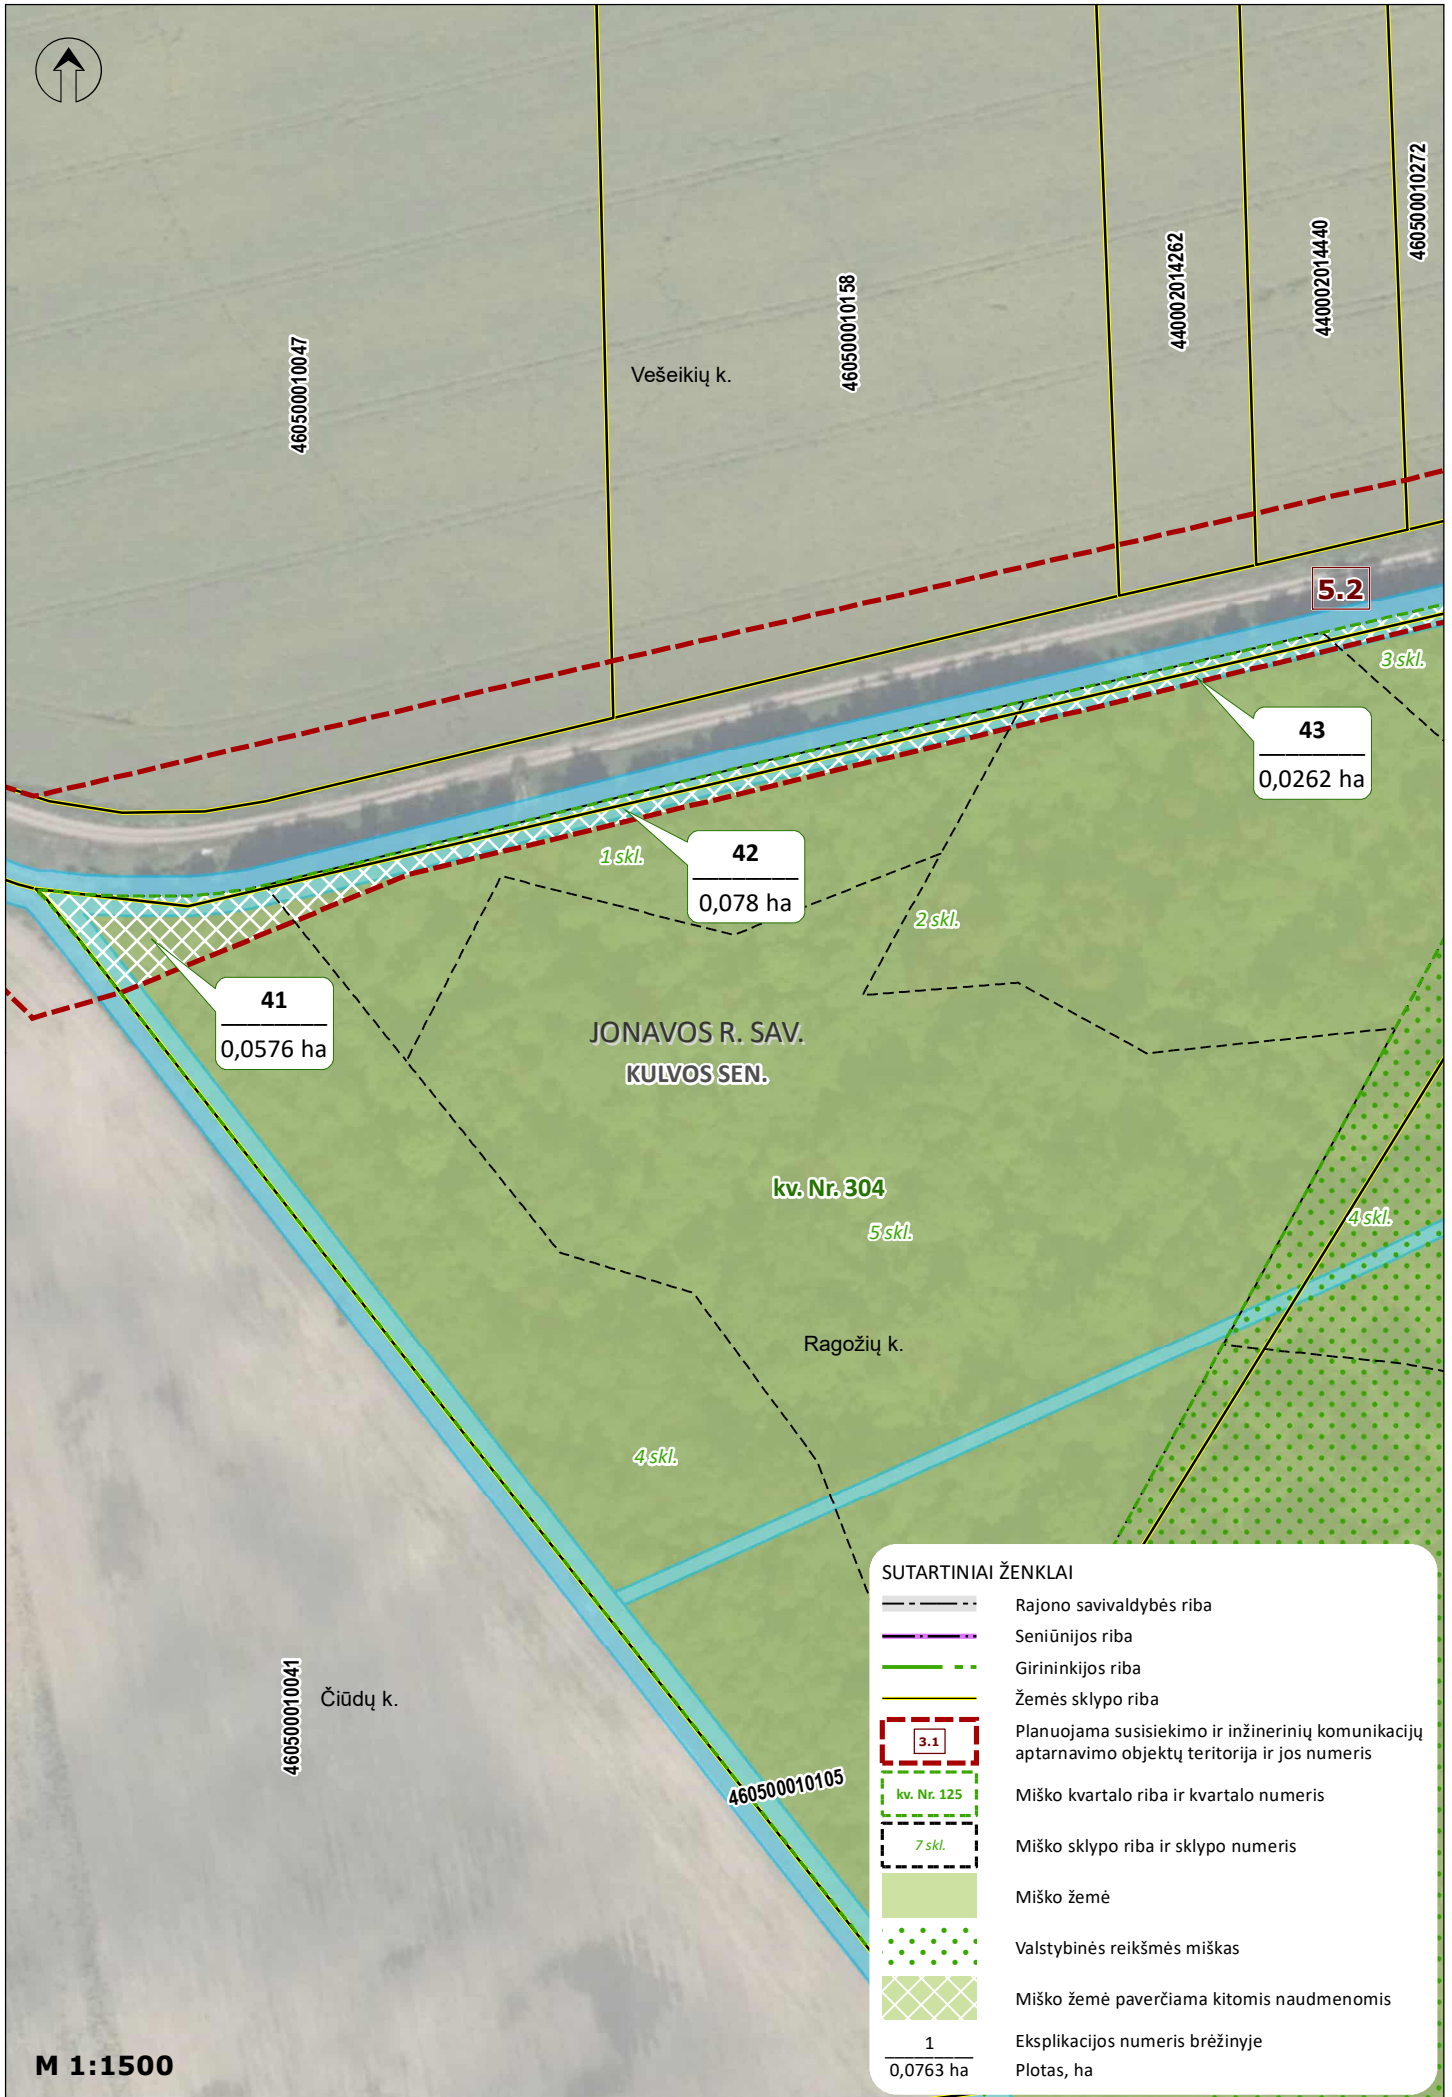 460500010272
440002014262
440002014440
460500010158
460500010047
Vešeikių k.
5.2
3 skl.
43
0,0262 ha
1 skl.
42
0,078 ha
2 skl.
41
0,0576 ha
JONAVOS R. SAV.
KULVOS SEN.
kv. Nr. 304
5 skl.
4 skl.
Ragožių k.
4 skl.
460500010041
Čiūdų k.
460500010105
SUTARTINIAI ŽENKLAI
Rajono savivaldybės riba
Seniūnijos riba
Girininkijos riba
Žemės sklypo riba
3.1
Planuojama susisiekimo ir inžinerinių komunikacijų
aptarnavimo objektų teritorija ir jos numeris
kv. Nr. 125
Miško kvartalo riba ir kvartalo numeris
7 skl.
Miško sklypo riba ir sklypo numeris
Miško žemė
Valstybinės reikšmės miškas
Miško žemė paverčiama kitomis naudmenomis
1
Eksplikacijos numeris brėžinyje
0,0763 ha
Plotas, ha
M 1:1500